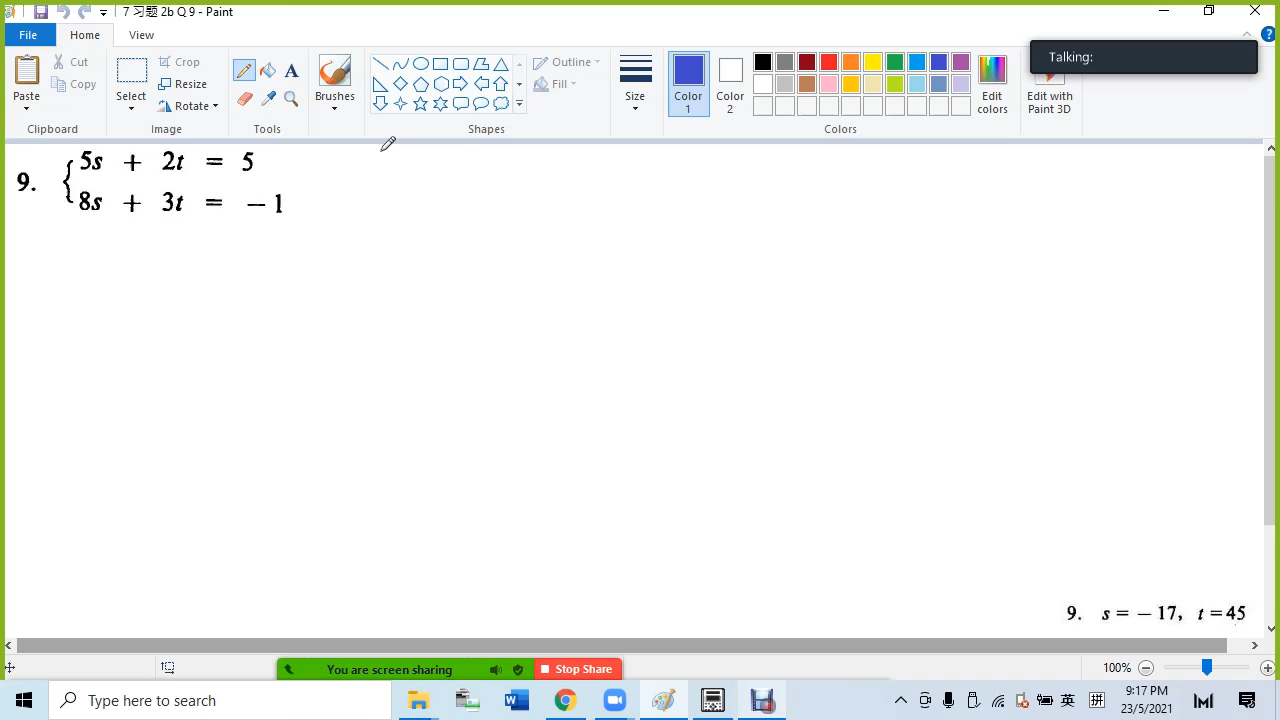 7 习题 2b Q 9 - Paint
File Home View
Cut
Copy
Paste
Clipboard
Select
Crop
Resize
Rotate
Image
A
Tools
Brushes
Outline
Fill
Shapes
Size
Color 1
Color 2
Edit colors
Edit with Paint 3D
Colors
Talking:
9. { 5s + 2t = 5
8s + 3t = − 1
9. s = − 17, t = 45
100%
You are screen sharing
Stop Share
Type here to search
英
拼
9:17 PM
23/5/2021